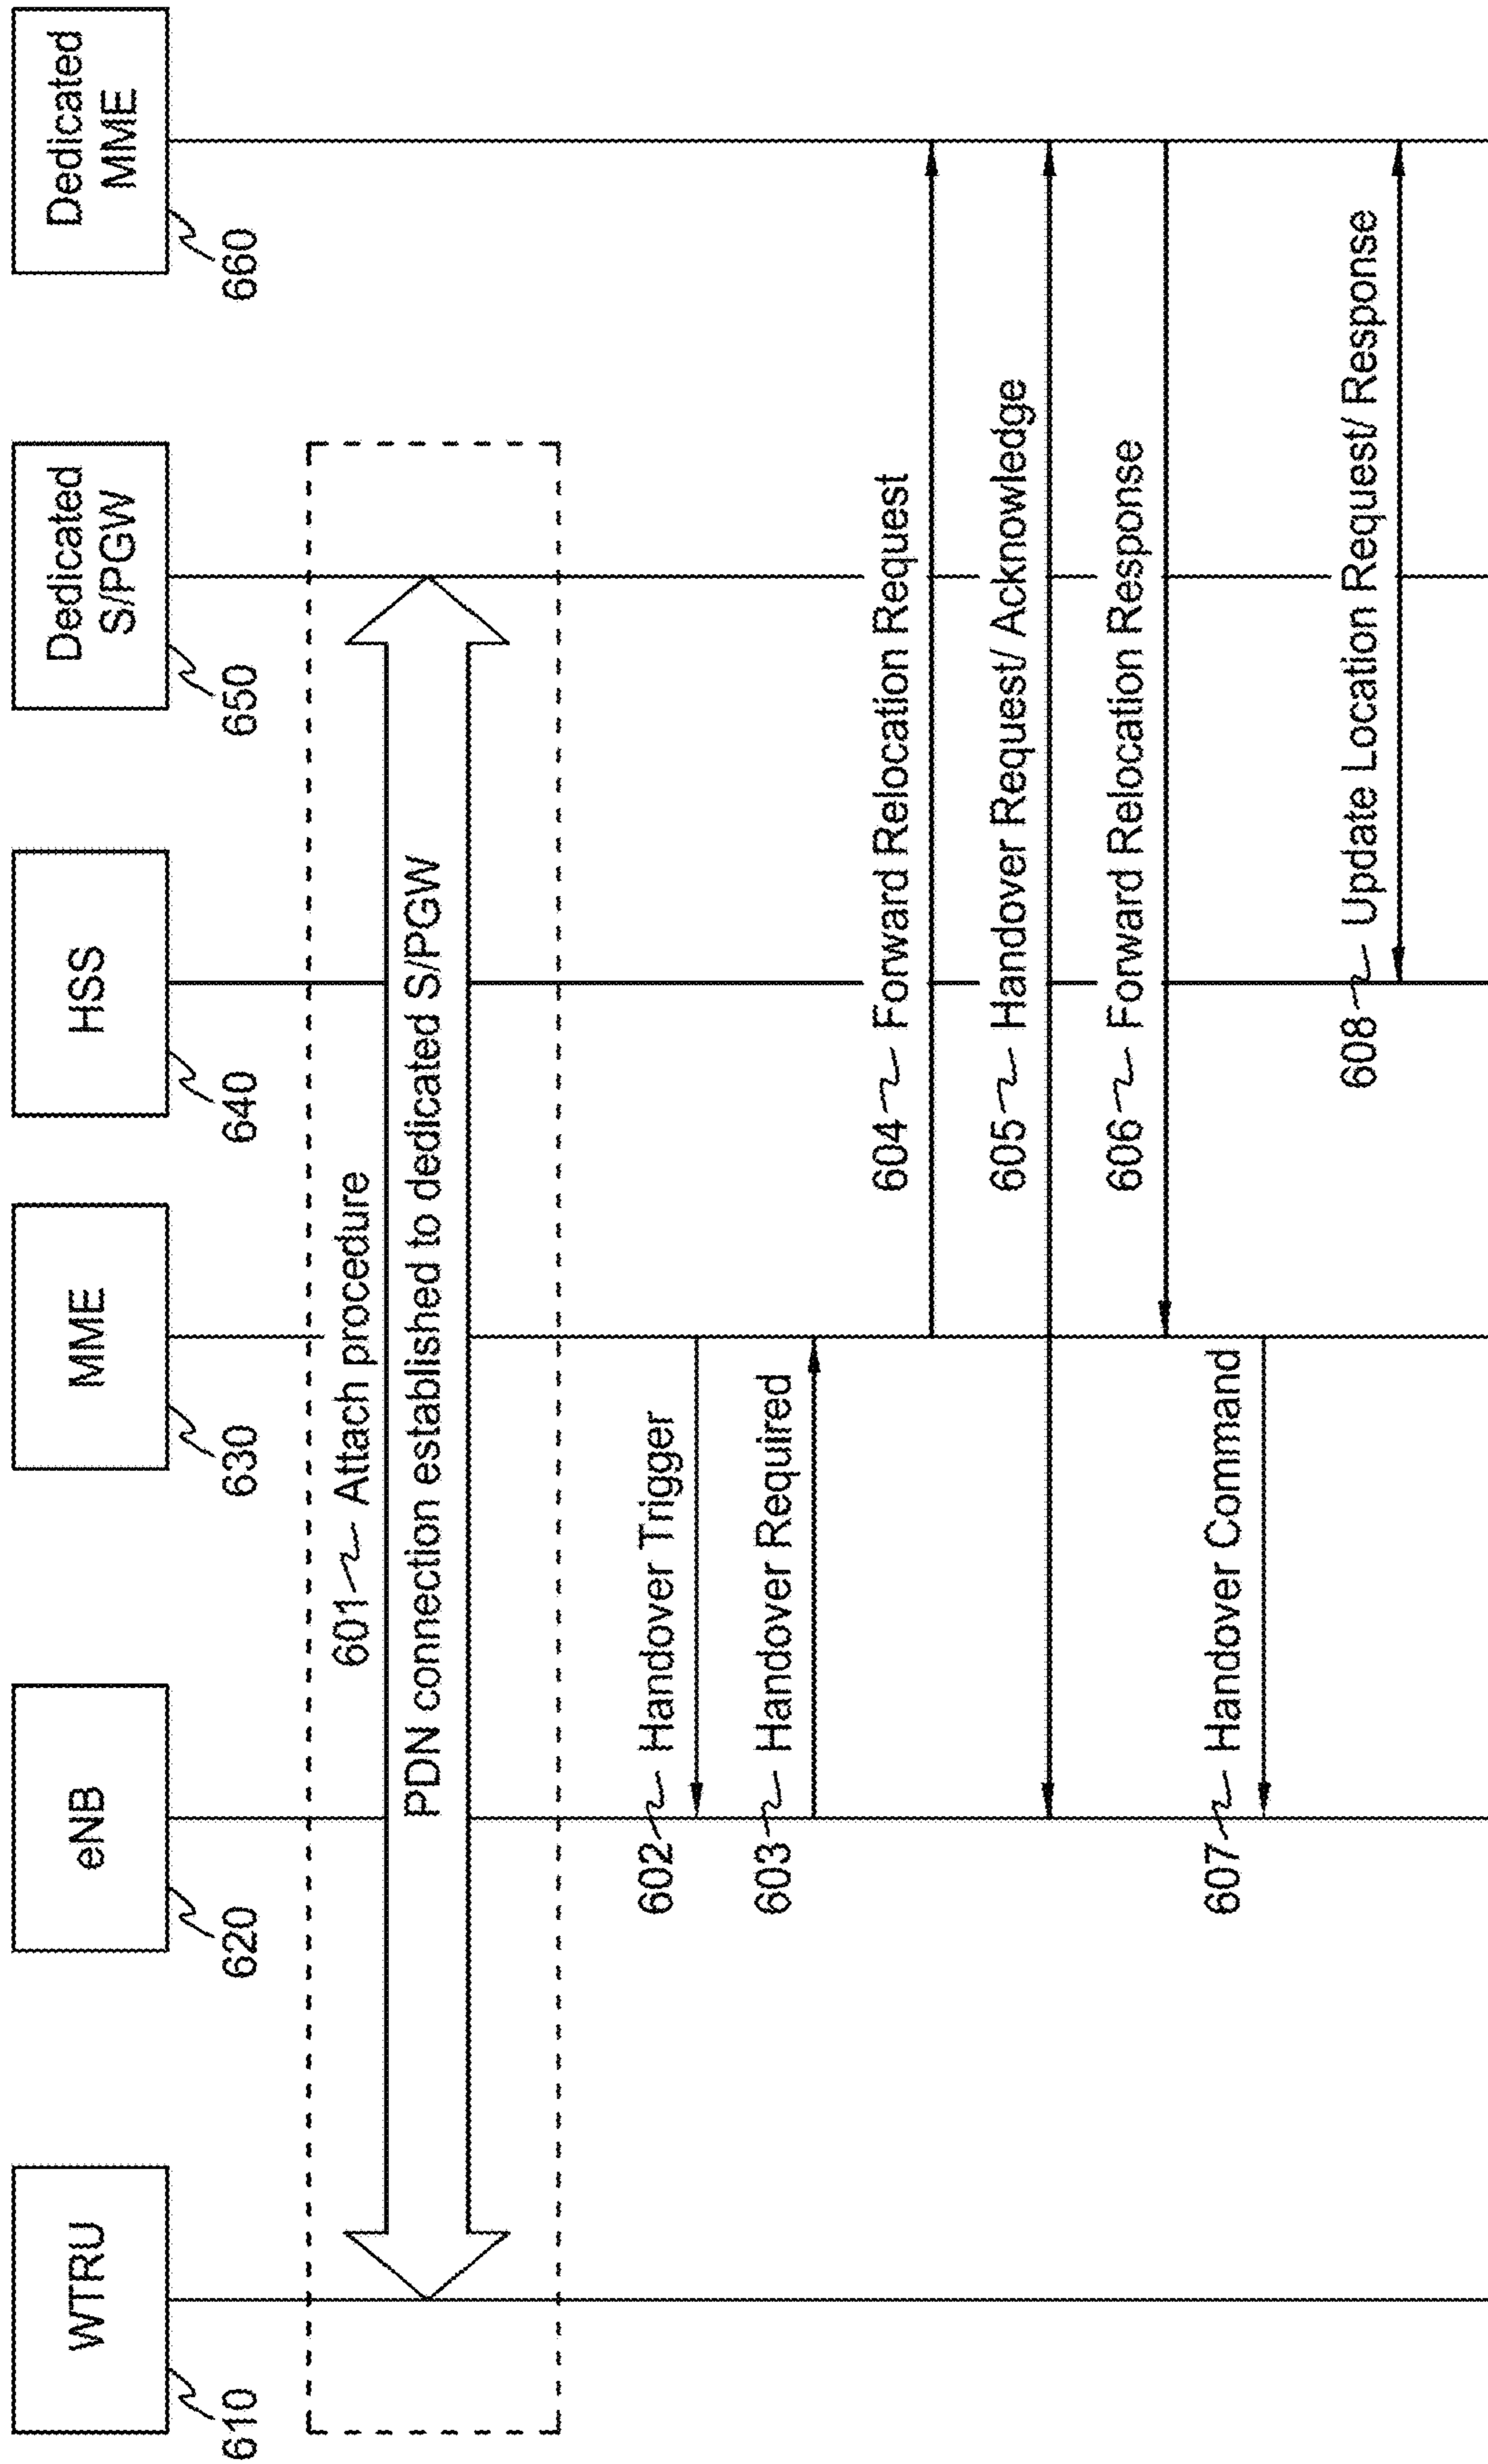 WTRU
610
eNB
620
MME
630
HSS
640
Dedicated
S/PGW
650
Dedicated
MME
660
601 Attach procedure
PDN connection established to dedicated S/PGW
602 Handover Trigger
603 Handover Required
604 Forward Relocation Request
605 Handover Request/ Acknowledge
606 Forward Relocation Response
607 Handover Command
608 Update Location Request/ Response